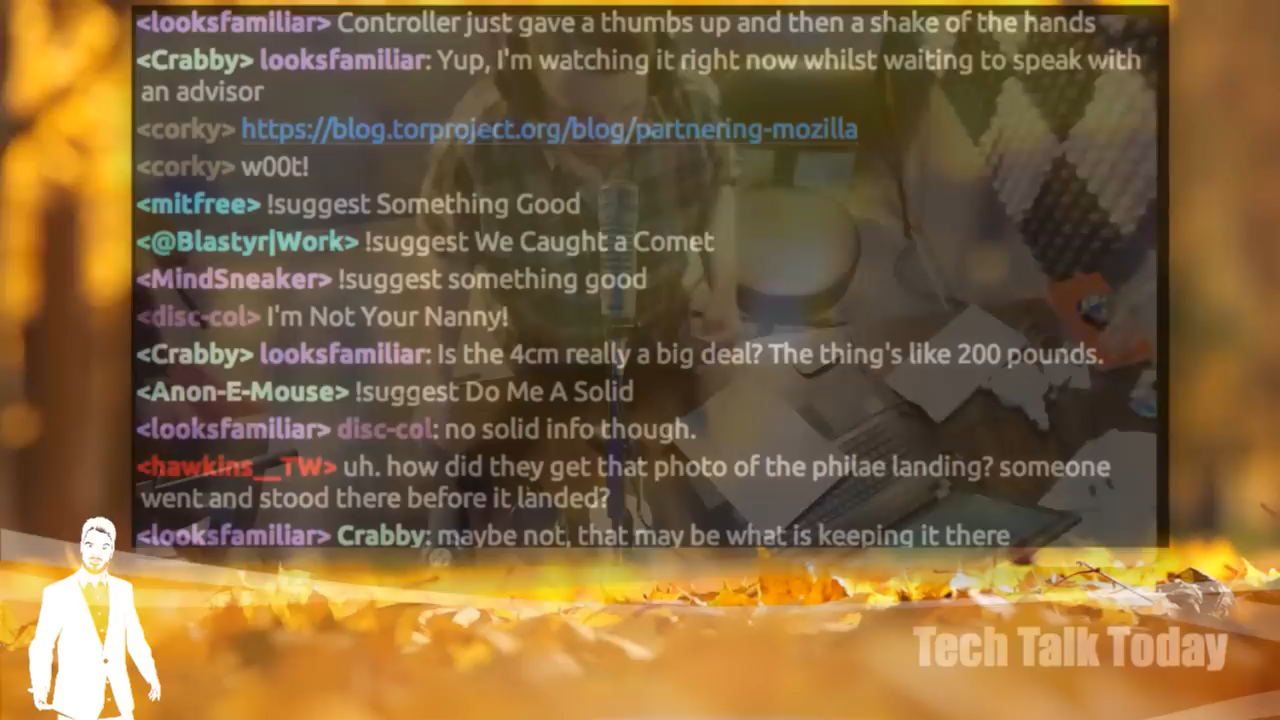 <looksfamiliar> Controller just gave a thumbs up and then a shake of the hands
<Crabby> looksfamiliar: Yup, I'm watching it right now whilst waiting to speak with
an advisor
<corky> https://blog.torproject.org/blog/partnering-mozilla
<corky> w00t!
<mitfree> !suggest Something Good
<@Blastyr|Work> !suggest We Caught a Comet
<MindSneaker> !suggest something good
<disc-col> I'm Not Your Nanny!
<Crabby> looksfamiliar: Is the 4cm really a big deal? The thing's like 200 pounds.
<Anon-E-Mouse> !suggest Do Me A Solid
<looksfamiliar> disc-col: no solid info though.
<hawkins__TW> uh. how did they get that photo of the philae landing? someone
went and stood there before it landed?
<looksfamiliar> Crabby: maybe not, that may be what is keeping it there
Tech Talk Today